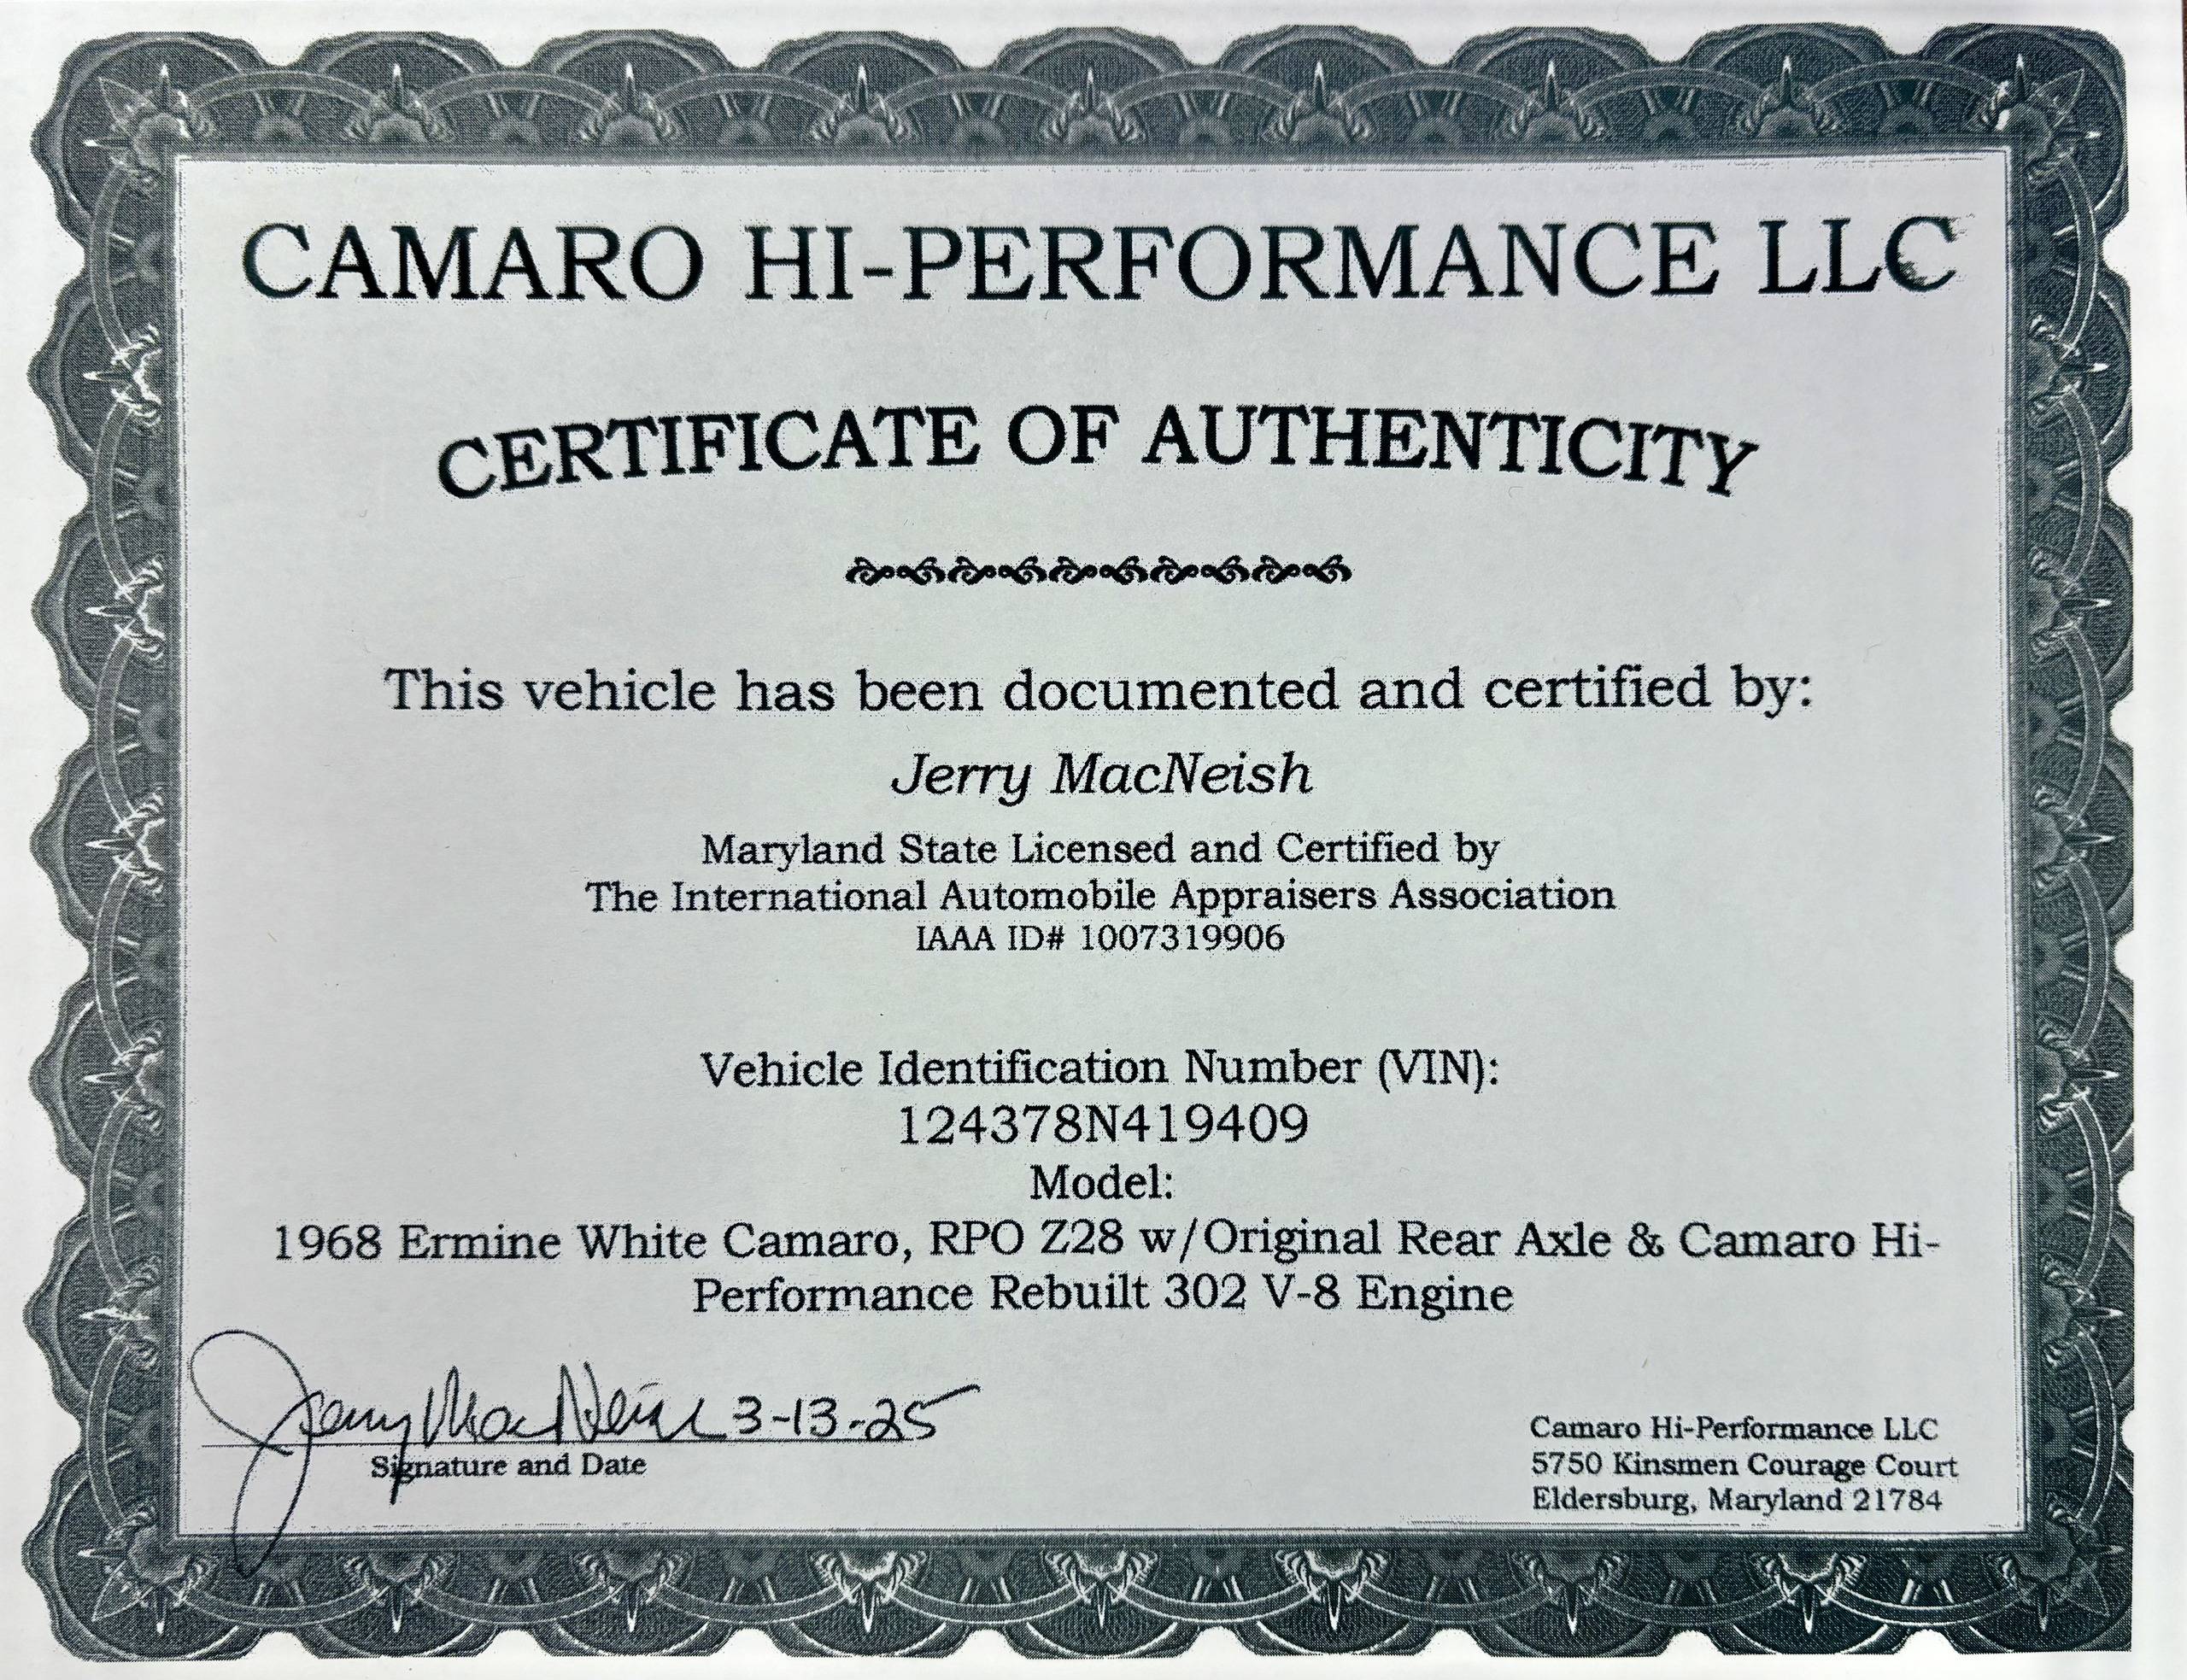 CAMARO HI-PERFORMANCE LLC
CERTIFICATE OF AUTHENTICITY
This vehicle has been documented and certified by:
Jerry MacNeish
Maryland State Licensed and Certified by
The International Automobile Appraisers Association
IAAA ID# 1007319906
Vehicle Identification Number (VIN):
124378N419409
Model:
1968 Ermine White Camaro, RPO Z28 w/Original Rear Axle & Camaro Hi-
Performance Rebuilt 302 V-8 Engine
Jerry MacNeish 3-13-25
Signature and Date
Camaro Hi-Performance LLC
5750 Kinsmen Courage Court
Eldersburg, Maryland 21784